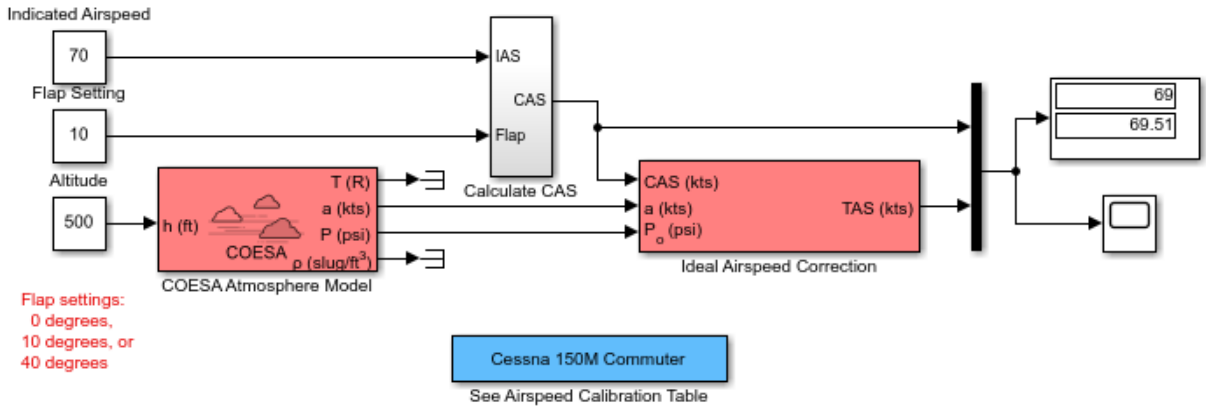 Indicated Airspeed
70
Flap Setting
10
Altitude
500
h (ft)
COESA
T (R)
a (kts)
P (psi)
ρ (slug/ft³)
COESA Atmosphere Model
IAS
CAS
Flap
Calculate CAS
CAS (kts)
a (kts)
Pₒ (psi)
TAS (kts)
Ideal Airspeed Correction
69
69.51
Flap settings:
0 degrees,
10 degrees, or
40 degrees
Cessna 150M Commuter
See Airspeed Calibration Table